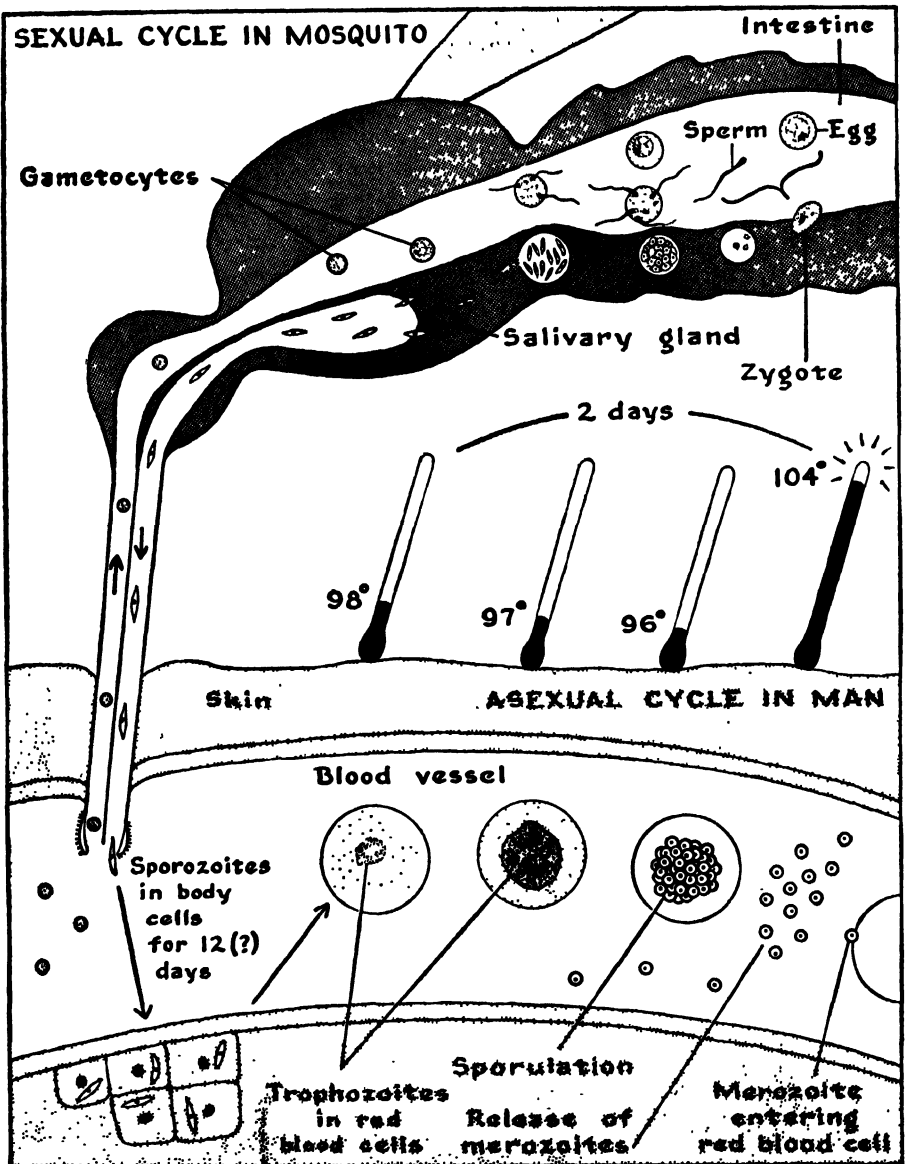 SEXUAL CYCLE IN MOSQUITO
Intestine
Sperm
Egg
Gametocytes
Salivary gland
Zygote
2 days
104°
98°
97°
96°
Skin
ASEXUAL CYCLE IN MAN
Blood vessel
Sporozoites
in body
cells
for 12(?)
days
Trophozoites
in red
blood cells
Sporulation
Release of
merozoites
Merozoite
entering
red blood cell